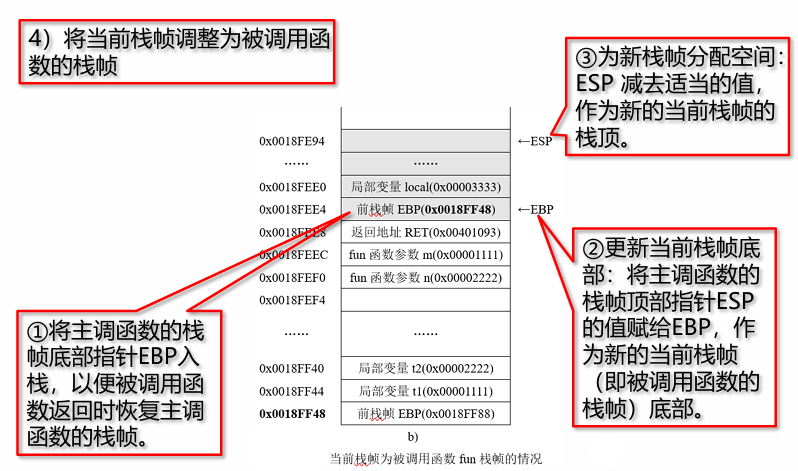 4）将当前栈帧调整为被调用函
数的栈帧
③为新栈帧分配空间：
ESP 减去适当的值，
作为新的当前栈帧的
栈顶。
0x0018FE94 ←ESP
…… ……
0x0018FEE0 局部变量 local(0x00003333)
0x0018FEE4 前栈帧 EBP(0x0018FF48) ←EBP
0x0018FEE8 返回地址 RET(0x00401093)
0x0018FEEC fun 函数参数 m(0x00001111)
0x0018FEF0 fun 函数参数 n(0x00002222)
0x0018FEF4
…… ……
0x0018FF40 局部变量 t2(0x00002222)
0x0018FF44 局部变量 t1(0x00001111)
0x0018FF48 前栈帧 EBP(0x0018FF88)
②更新当前栈帧底
部：将主调函数的
栈帧顶部指针ESP
的值赋给EBP，作
为新的当前栈帧
（即被调用函数的
栈帧）底部。
①将主调函数的栈
帧底部指针EBP入
栈，以便被调用函
数返回时恢复主调
函数的栈帧。
b)
当前栈帧为被调用函数 fun 栈帧的情况